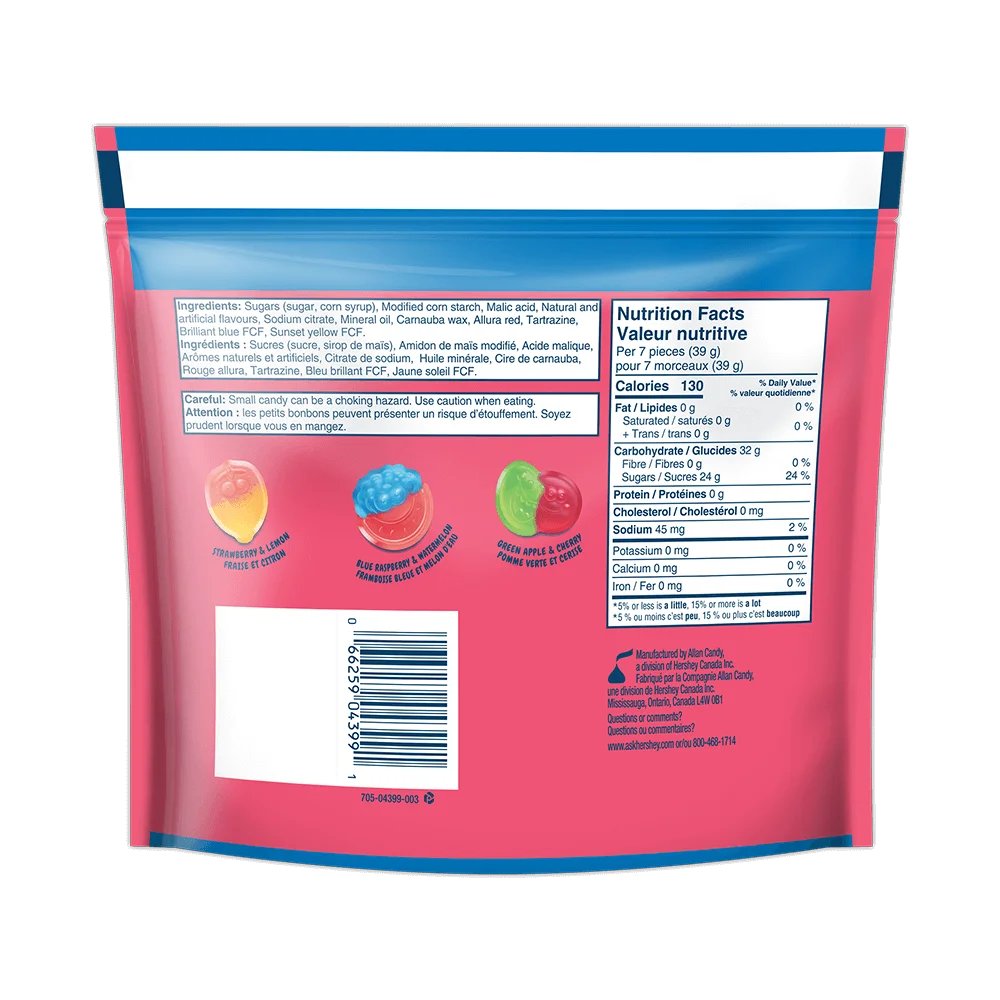 Ingredients: Sugars (sugar, corn syrup), Modified corn starch, Malic acid, Natural and
artificial flavours, Sodium citrate, Mineral oil, Carnauba wax, Allura red, Tartrazine,
Brilliant blue FCF, Sunset yellow FCF.
Ingrédients : Sucres (sucre, sirop de maïs), Amidon de maïs modifié, Acide malique,
Arômes naturels et artificiels, Citrate de sodium, Huile minérale, Cire de carnauba,
Rouge allura, Tartrazine, Bleu brillant FCF, Jaune soleil FCF.
Careful: Small candy can be a choking hazard. Use caution when eating.
Attention : les petits bonbons peuvent présenter un risque d'étouffement. Soyez
prudent lorsque vous en mangez.
STRAWBERRY & LEMON
FRAISE ET CITRON
BLUE RASPBERRY & WATERMELON
FRAMBOISE BLEUE ET MELON D'EAU
GREEN APPLE & CHERRY
POMME VERTE ET CERISE
0 66259 04399 1
705-04399-003
Nutrition Facts
Valeur nutritive
Per 7 pieces (39 g)
pour 7 morceaux (39 g)
Calories 130
% Daily Value*
% valeur quotidienne*
Fat / Lipides 0 g 0 %
Saturated / saturés 0 g
+ Trans / trans 0 g 0 %
Carbohydrate / Glucides 32 g
Fibre / Fibres 0 g 0 %
Sugars / Sucres 24 g 24 %
Protein / Protéines 0 g
Cholesterol / Cholestérol 0 mg
Sodium 45 mg 2 %
Potassium 0 mg 0 %
Calcium 0 mg 0 %
Iron / Fer 0 mg 0 %
*5% or less is a little, 15% or more is a lot
*5 % ou moins c'est peu, 15 % ou plus c'est beaucoup
Manufactured by Allan Candy,
a division of Hershey Canada Inc.
Fabriqué par la Compagnie Allan Candy,
une division de Hershey Canada Inc.
Mississauga, Ontario, Canada L4W 0B1
Questions or comments?
Questions ou commentaires?
www.askhershey.com or/ou 800-468-1714